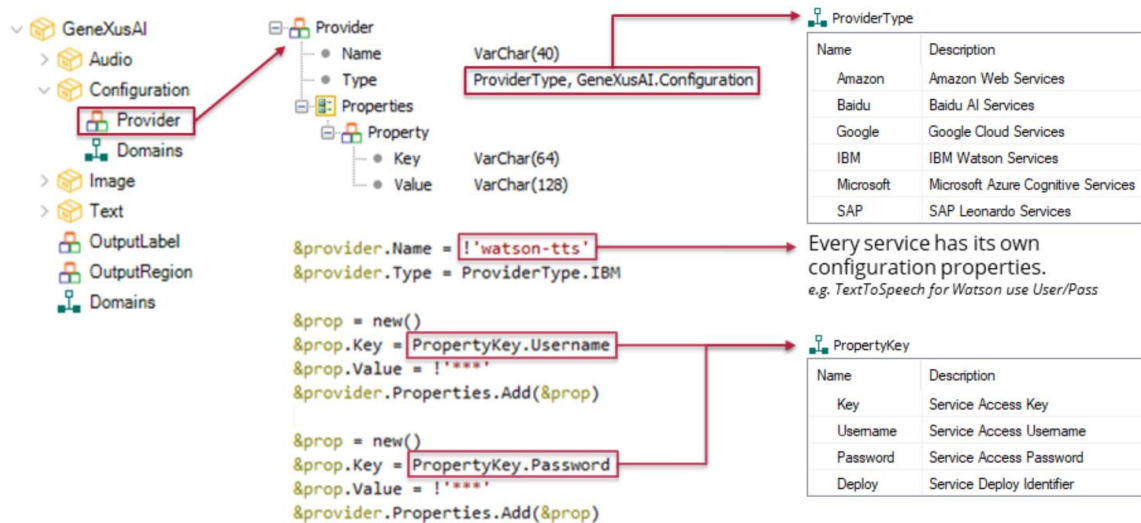 GeneXusAI
Audio
Configuration
Provider
Domains
Image
Text
OutputLabel
OutputRegion
Domains
Provider
Name VarChar(40)
Type ProviderType, GeneXusAI.Configuration
Properties
Property
Key VarChar(64)
Value VarChar(128)
&provider.Name = !'watson-tts'
&provider.Type = ProviderType.IBM
&prop = new()
&prop.Key = PropertyKey.Username
&prop.Value = !'***'
&provider.Properties.Add(&prop)
&prop = new()
&prop.Key = PropertyKey.Password
&prop.Value = !'***'
&provider.Properties.Add(&prop)
ProviderType
Name Description
Amazon Amazon Web Services
Baidu Baidu AI Services
Google Google Cloud Services
IBM IBM Watson Services
Microsoft Microsoft Azure Cognitive Services
SAP SAP Leonardo Services
Every service has its own
configuration properties.
e.g. TextToSpeech for Watson use User/Pass
PropertyKey
Name Description
Key Service Access Key
Username Service Access Username
Password Service Access Password
Deploy Service Deploy Identifier